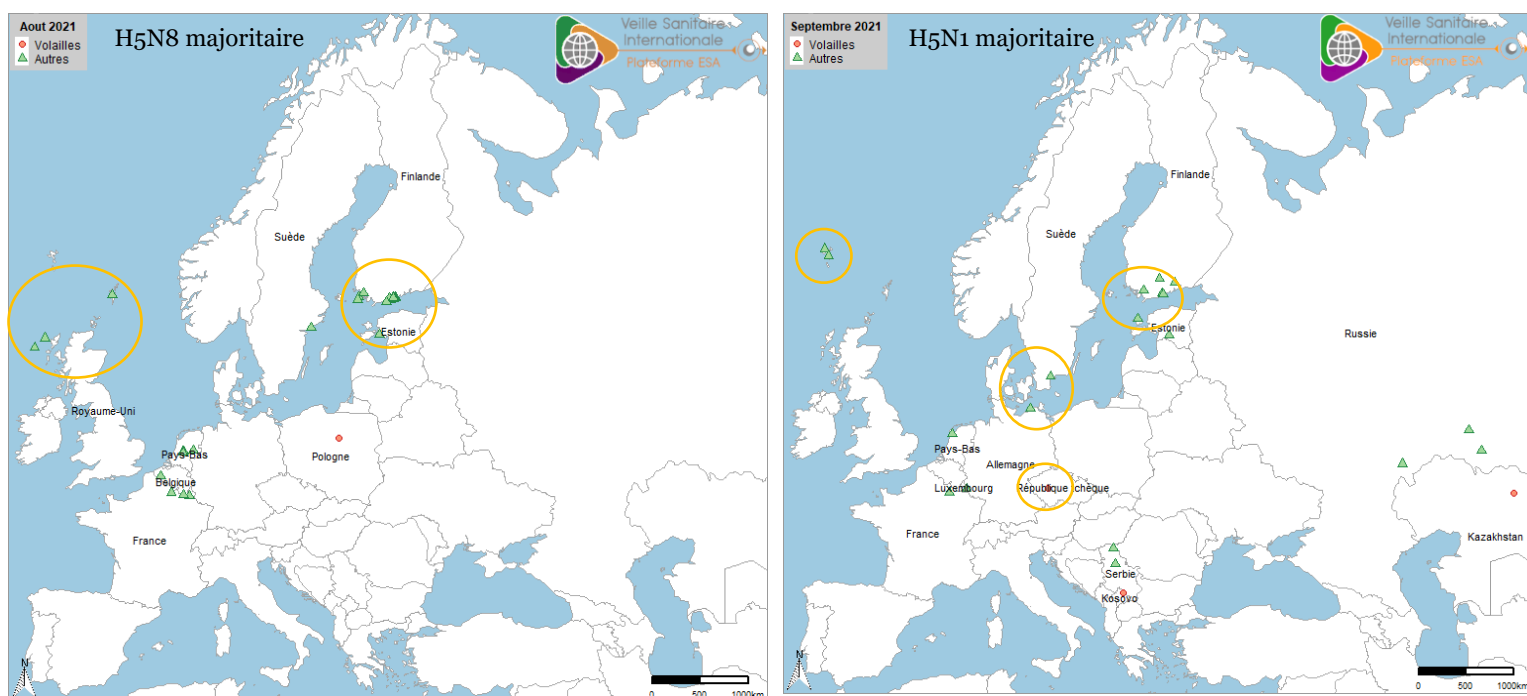 Aout 2021
Volailles
Autres
H5N8 majoritaire
Veille Sanitaire
Internationale
Plateforme ESA
Finlande
Suède
Estonie
Royaume-Uni
Pays-Bas
Pologne
Belgique
France
N
0 500 1000km
Septembre 2021
Volailles
Autres
H5N1 majoritaire
Veille Sanitaire
Internationale
Plateforme ESA
Finlande
Suède
Estonie
Russie
Pays-Bas
Allemagne
Luxembourg
République chèque
France
Kazakhstan
Serbie
Kosovo
N
0 500 1000km